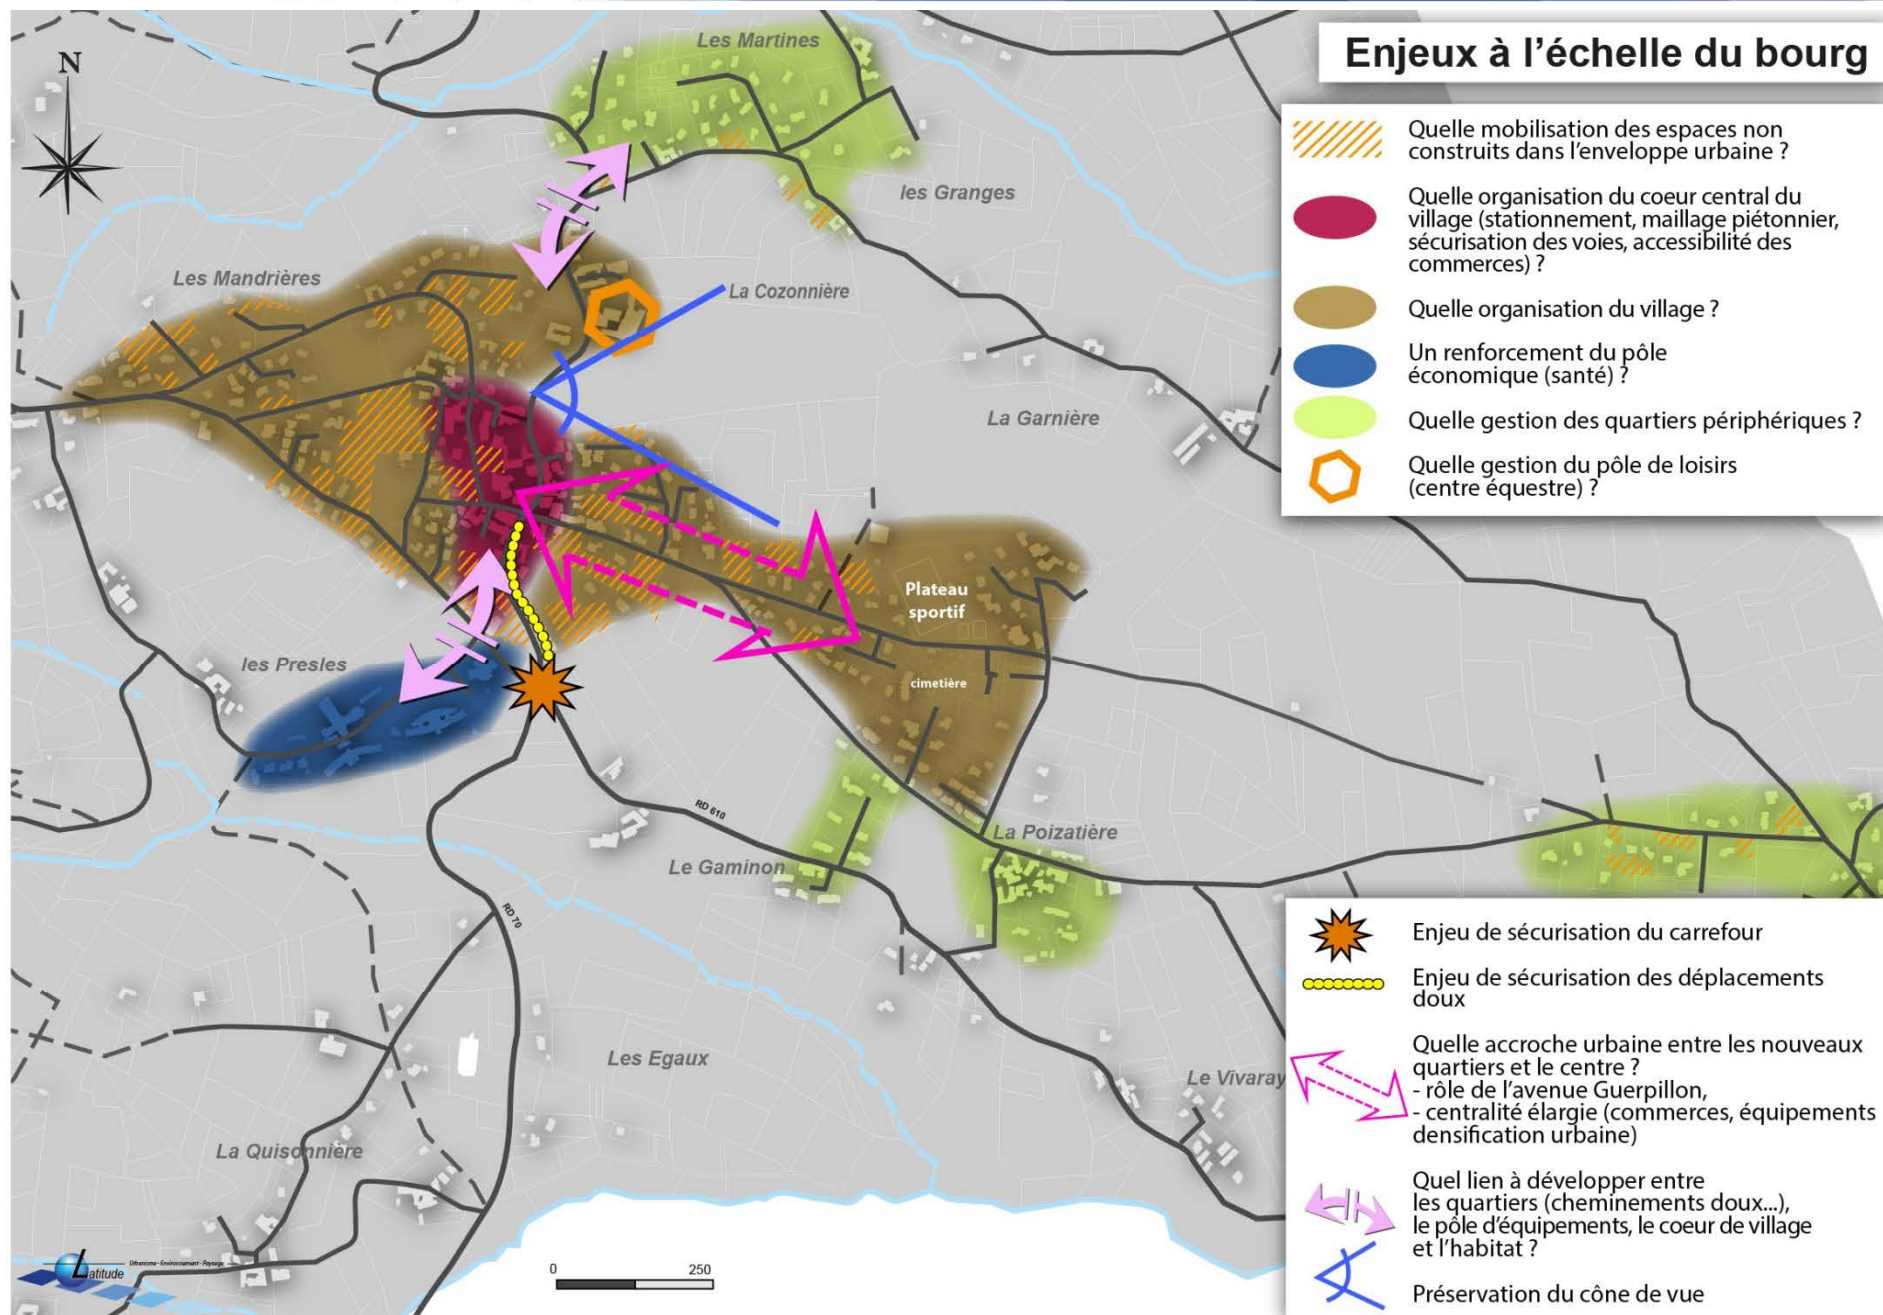 Enjeux à l'échelle du bourg
N
Quelle mobilisation des espaces non
construits dans l'enveloppe urbaine ?
Quelle organisation du coeur central du
village (stationnement, maillage piétonnier,
sécurisation des voies, accessibilité des
commerces) ?
Quelle organisation du village ?
Un renforcement du pôle
économique (santé) ?
Quelle gestion des quartiers périphériques ?
Quelle gestion du pôle de loisirs
(centre équestre) ?
Les Martines
les Granges
Les Mandrières
La Cozonnière
La Garnière
Plateau
sportif
les Presles
cimetière
RD 610
La Poizatière
Le Gaminon
RD 70
Les Egaux
Le Vivaray
La Quisonnière
Enjeu de sécurisation du carrefour
Enjeu de sécurisation des déplacements
doux
Quelle accroche urbaine entre les nouveaux
quartiers et le centre ?
- rôle de l'avenue Guerpillon,
- centralité élargie (commerces, équipements
densification urbaine)
Quel lien à développer entre
les quartiers (cheminements doux...),
le pôle d'équipements, le coeur de village
et l'habitat ?
Préservation du cône de vue
Latitude
Urbanisme - Environnement - Paysage
0 250